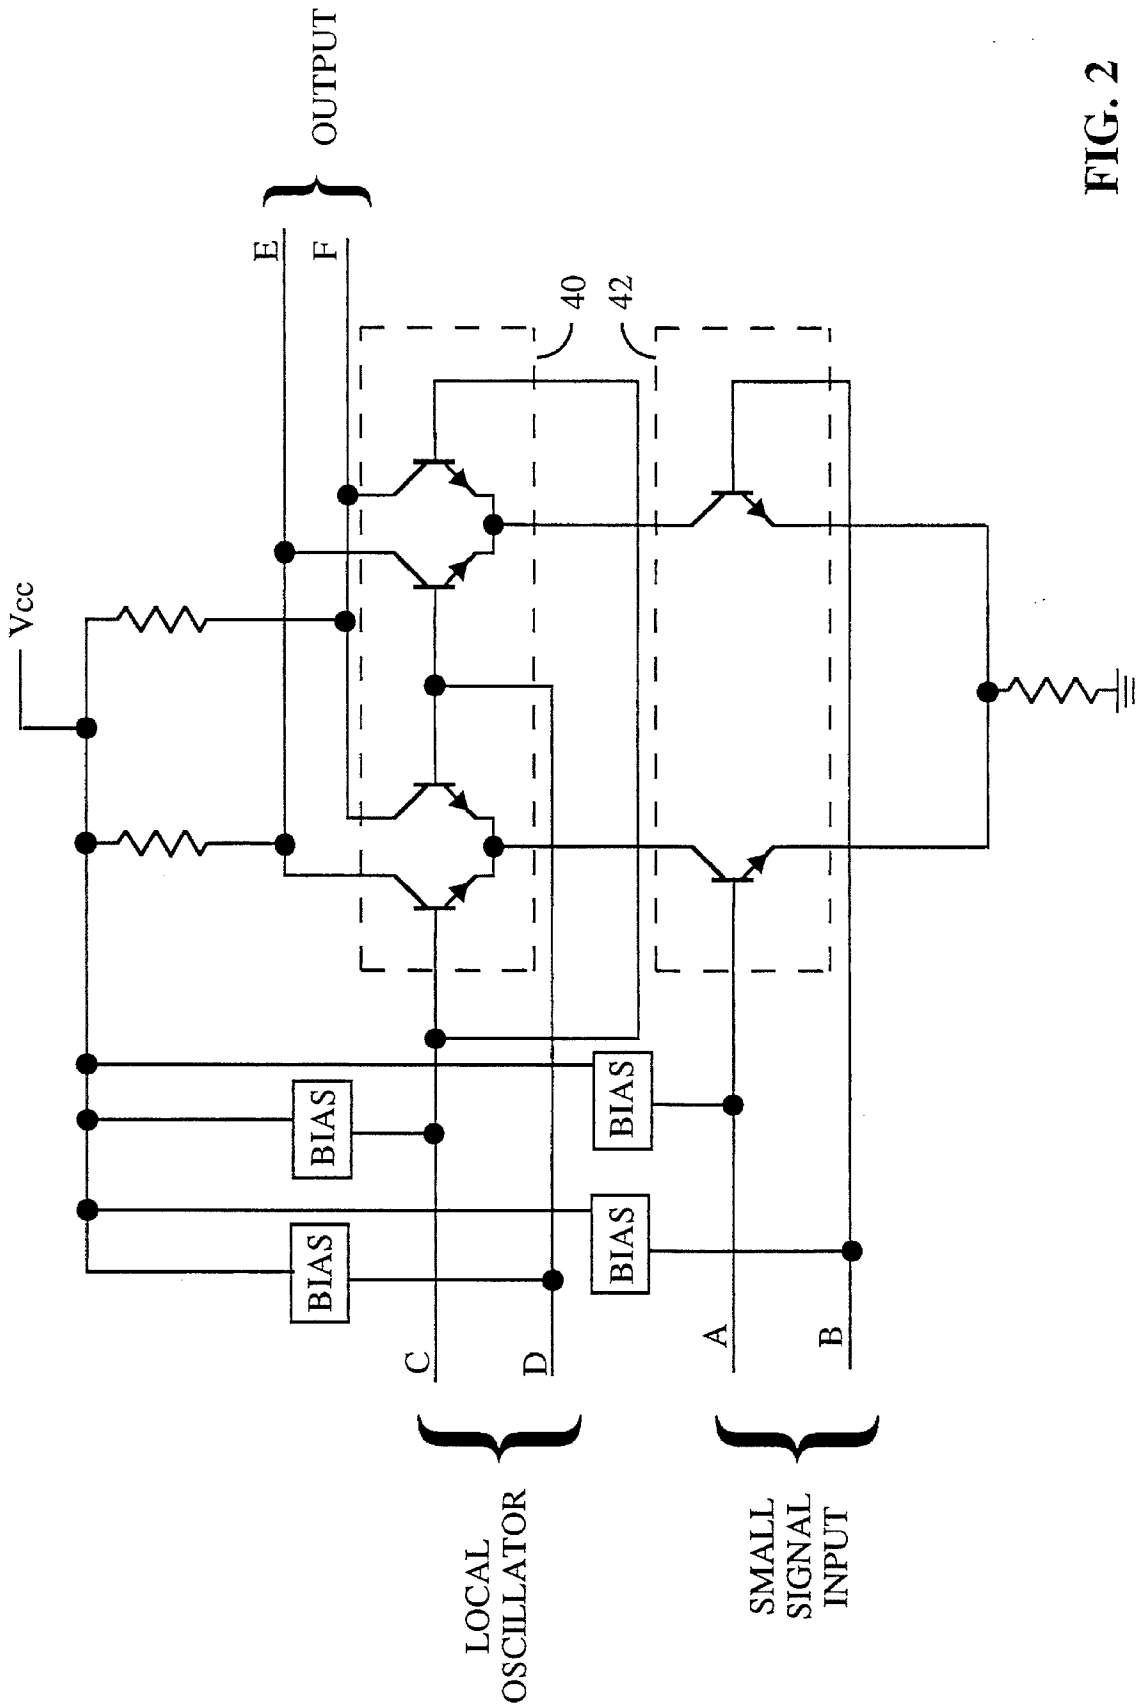 Vcc
E
F
OUTPUT
40
42
BIAS
BIAS
BIAS
BIAS
C
D
A
B
LOCAL
OSCILLATOR
SMALL
SIGNAL
INPUT
FIG. 2